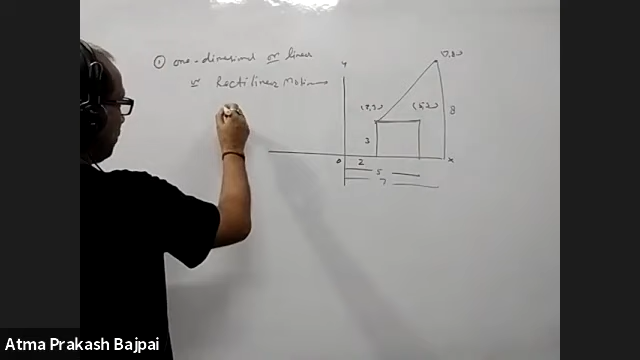 ① one-dimesional or linear
or Rectilinear Motion
Y
(7,8)
(2,3)
(5,3)
8
3
0
2
X
5
7
Atma Prakash Bajpai